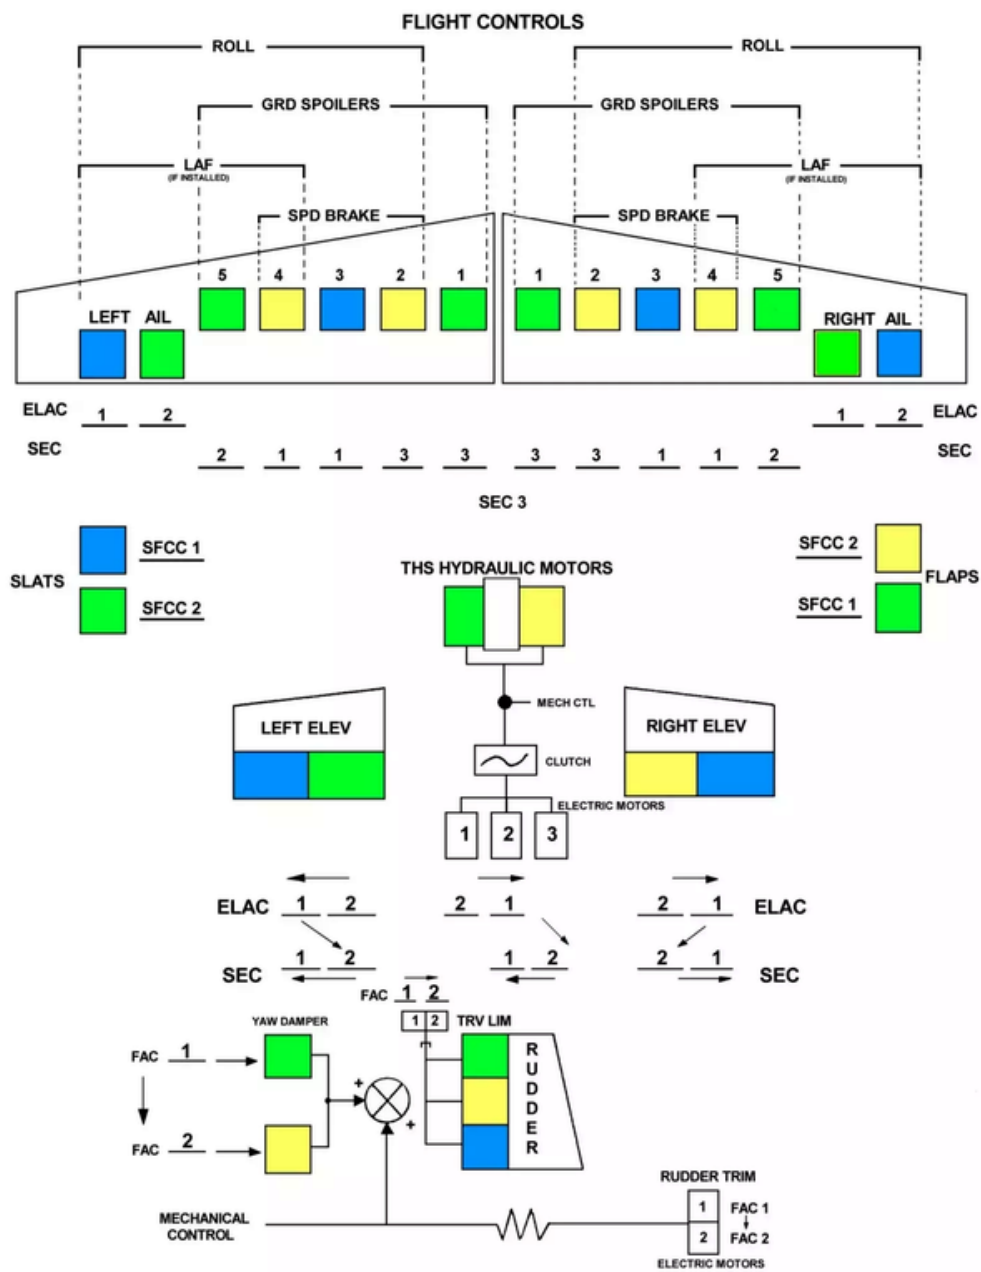 FLIGHT CONTROLS
ROLL ROLL
GRD SPOILERS GRD SPOILERS
LAF LAF
(IF INSTALLED) (IF INSTALLED)
SPD BRAKE SPD BRAKE
5 4 3 2 1 1 2 3 4 5
LEFT AIL RIGHT AIL
ELAC 1 2 1 2 ELAC
SEC SEC
2 1 1 3 3 3 3 1 1 2
SEC 3
SFCC 1 SFCC 2
THS HYDRAULIC MOTORS
SLATS FLAPS
SFCC 2 SFCC 1
MECH CTL
LEFT ELEV RIGHT ELEV
CLUTCH
ELECTRIC MOTORS
1 2 3
ELAC 1 2 2 1 2 1 ELAC
SEC 1 2 1 2 2 1 SEC
FAC 1 2
YAW DAMPER 1 2 TRV LIM
FAC 1
RUDDER
+
+
FAC 2
RUDDER TRIM
1 FAC 1
MECHANICAL
CONTROL
2 FAC 2
ELECTRIC MOTORS